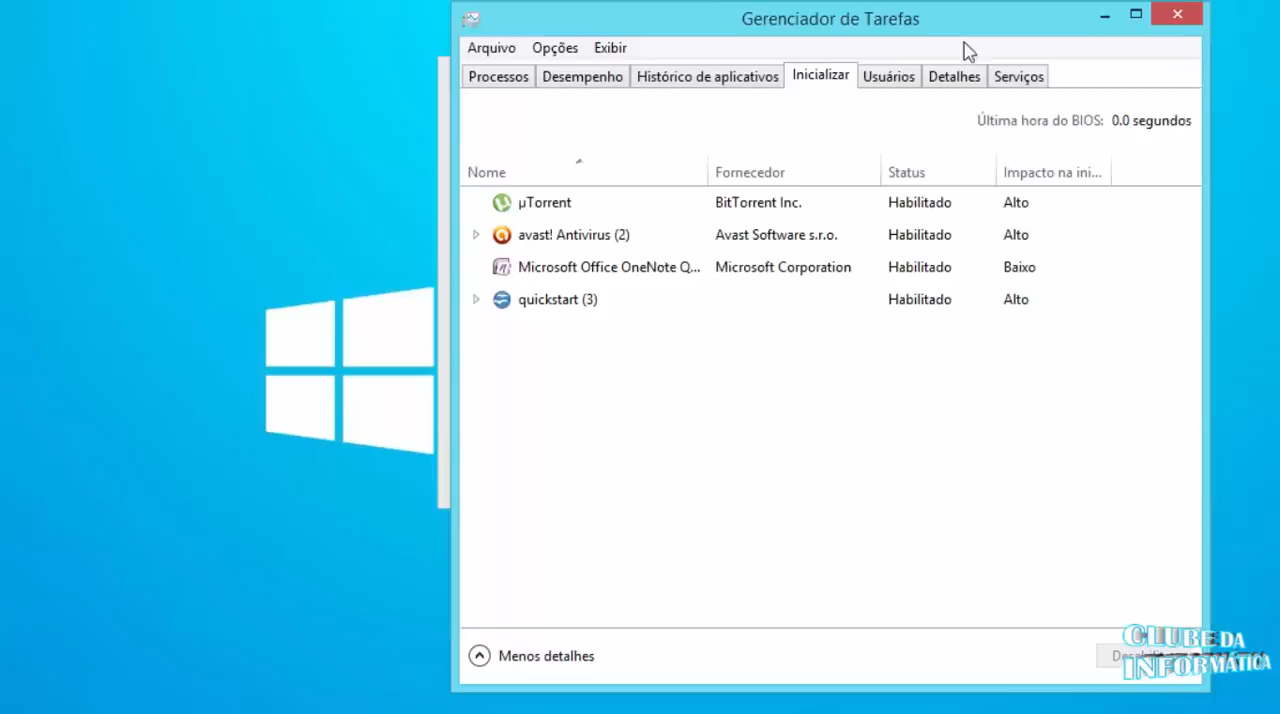 Gerenciador de Tarefas
Arquivo Opções Exibir
Processos Desempenho Histórico de aplicativos Inicializar Usuários Detalhes Serviços
Última hora do BIOS: 0.0 segundos
Nome Fornecedor Status Impacto na ini...
µTorrent BitTorrent Inc. Habilitado Alto
avast! Antivirus (2) Avast Software s.r.o. Habilitado Alto
Microsoft Office OneNote Q... Microsoft Corporation Habilitado Baixo
quickstart (3) Habilitado Alto
Menos detalhes
CLUBE DA
INFORMÁTICA